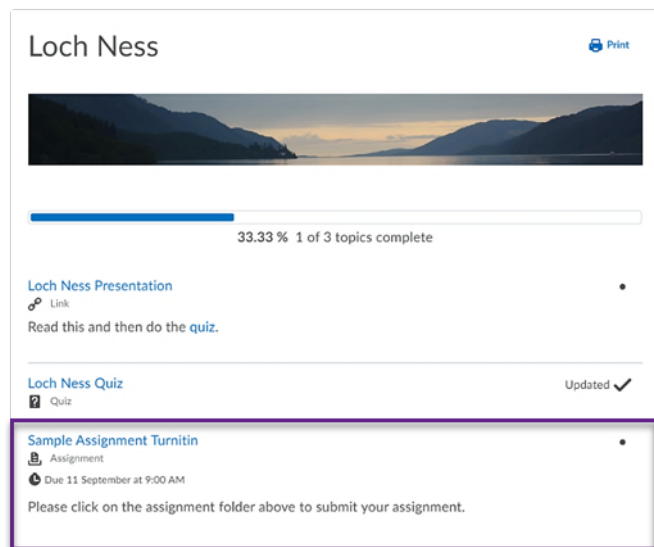 Loch Ness
Print
33.33 % 1 of 3 topics complete
Loch Ness Presentation
Link
Read this and then do the quiz.
Loch Ness Quiz
Updated
Quiz
Sample Assignment Turnitin
Assignment
Due 11 September at 9:00 AM
Please click on the assignment folder above to submit your assignment.